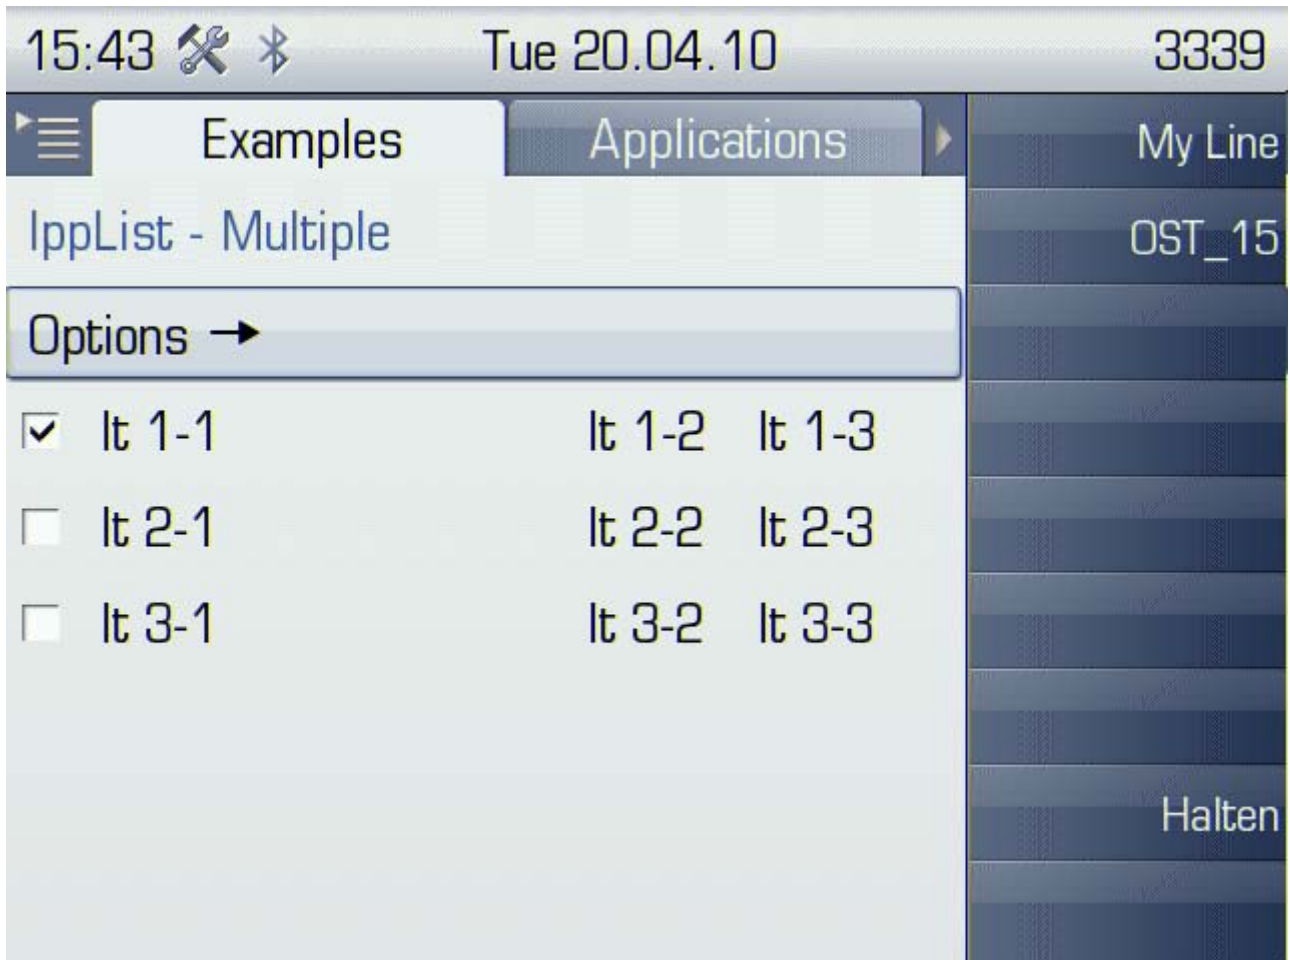 15:43 Tue 20.04.10 3339
Examples Applications
IppList - Multiple
Options →
It 1-1 It 1-2 It 1-3
It 2-1 It 2-2 It 2-3
It 3-1 It 3-2 It 3-3
My Line
OST_15
Halten